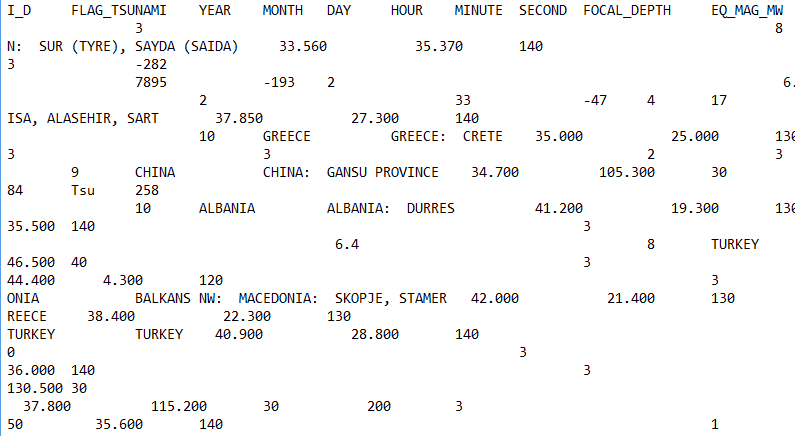 I_D FLAG_TSUNAMI YEAR MONTH DAY HOUR MINUTE SECOND FOCAL_DEPTH EQ_MAG_MW
3 8
N: SUR (TYRE), SAYDA (SAIDA) 33.560 35.370 140
3 -282
7895 -193 2 6.
2 33 -47 4 17
ISA, ALASEHIR, SART 37.850 27.300 140
10 GREECE GREECE: CRETE 35.000 25.000 130
3 3 2 3
9 CHINA CHINA: GANSU PROVINCE 34.700 105.300 30
84 Tsu 258
10 ALBANIA ALBANIA: DURRES 41.200 19.300 130
35.500 140 3
6.4 8 TURKEY
46.500 40 3
44.400 4.300 120 3
ONIA BALKANS NW: MACEDONIA: SKOPJE, STAMER 42.000 21.400 130
REECE 38.400 22.300 130
TURKEY TURKEY 40.900 28.800 140
0 3
36.000 140 3
130.500 30
37.800 115.200 30 200 3
50 35.600 140 1